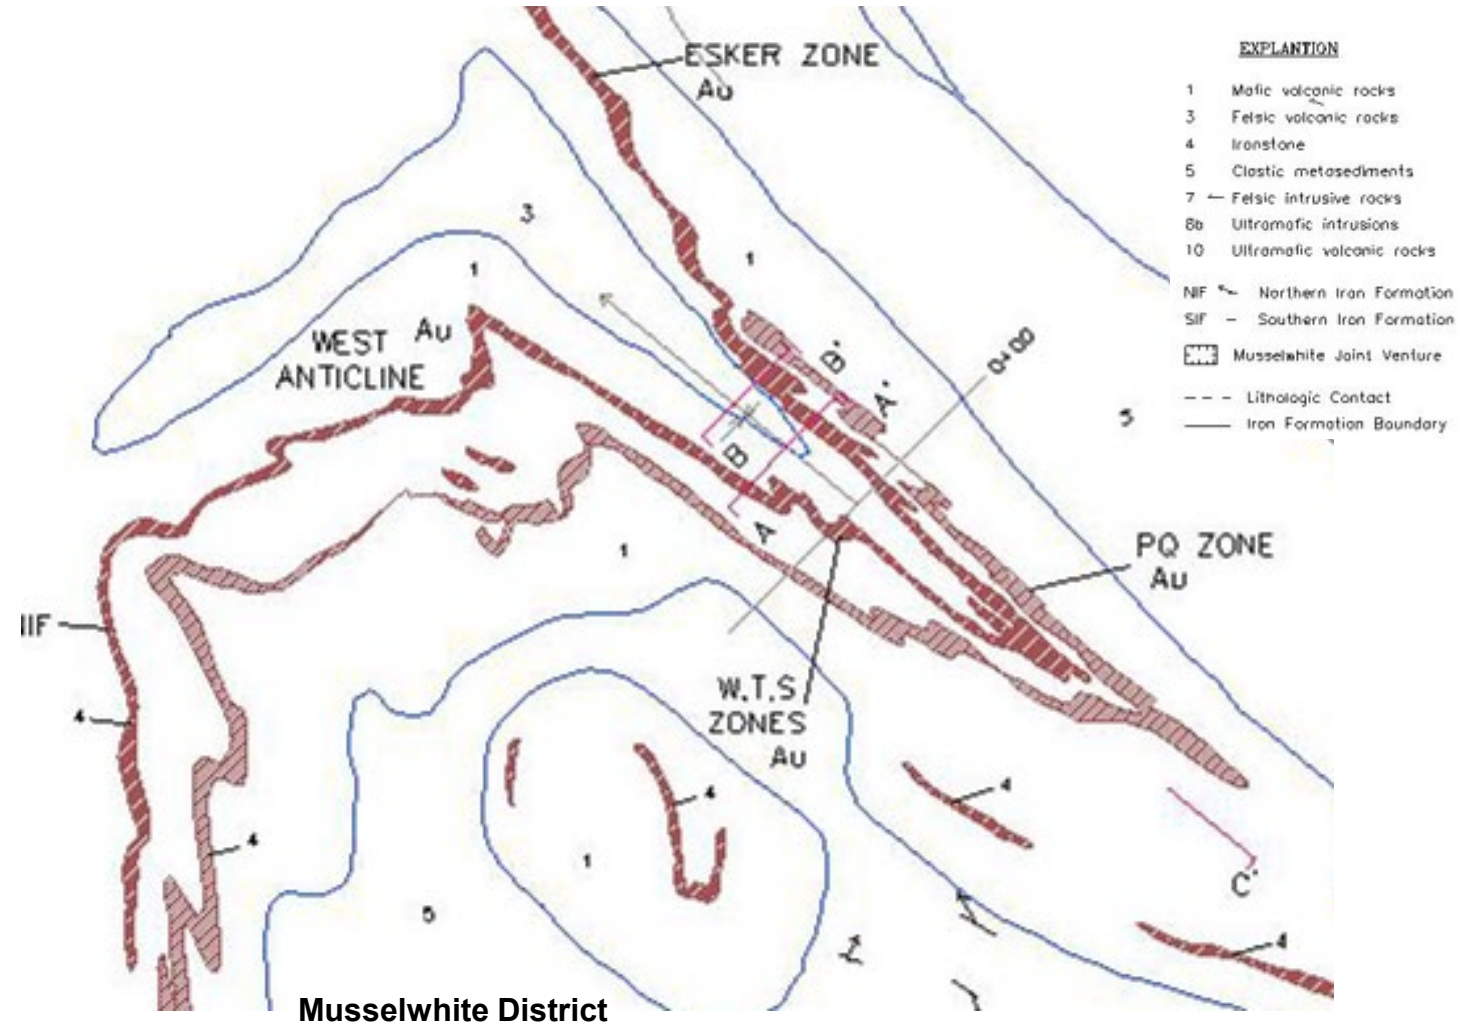 ESKER ZONE
Au
EXPLANTION
1 Mafic volcanic rocks
3 Felsic volcanic rocks
4 Ironstone
5 Clastic metasediments
7 Felsic intrusive rocks
8b Ultramafic intrusions
10 Ultramafic volcanic rocks
NIF Northern Iron Formation
SIF Southern Iron Formation
Musselwhite Joint Venture
Lithologic Contact
Iron Formation Boundary
3
1
1
WEST
ANTICLINE
Au
B'
A'
0+00
5
B
A
1
PQ ZONE
Au
IIF
4
W.T.S
ZONES
Au
4
4
4
1
C'
5
4
Musselwhite District